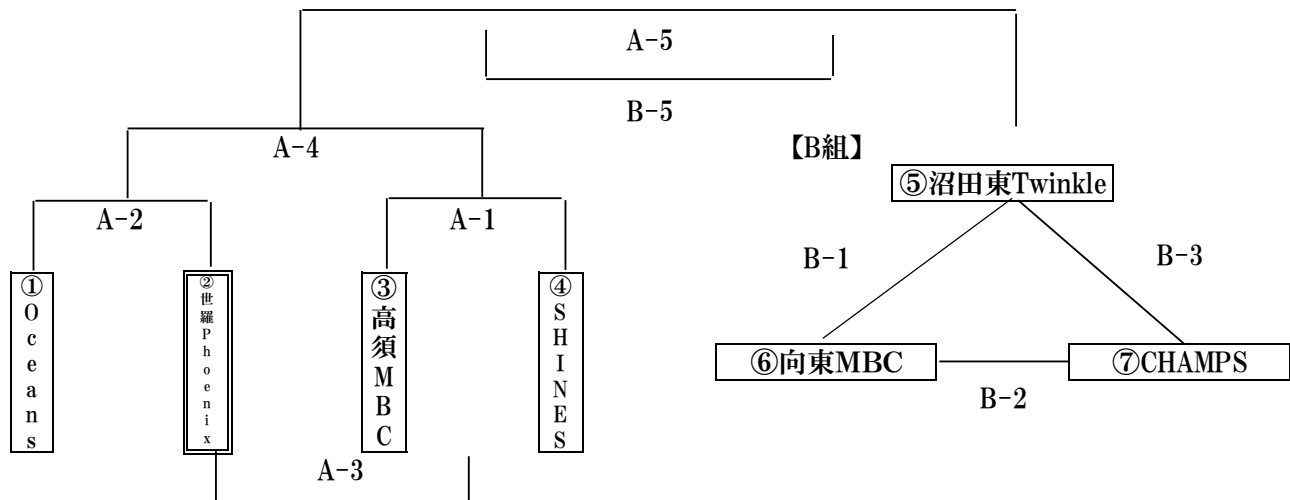 A-5
B-5
A-4
【B組】
⑤沼田東Twinkle
A-2
A-1
B-1
B-3
①Oceans
②世羅Phoenix
③高須MBC
④SHINES
⑥向東MBC
⑦CHAMPS
B-2
A-3